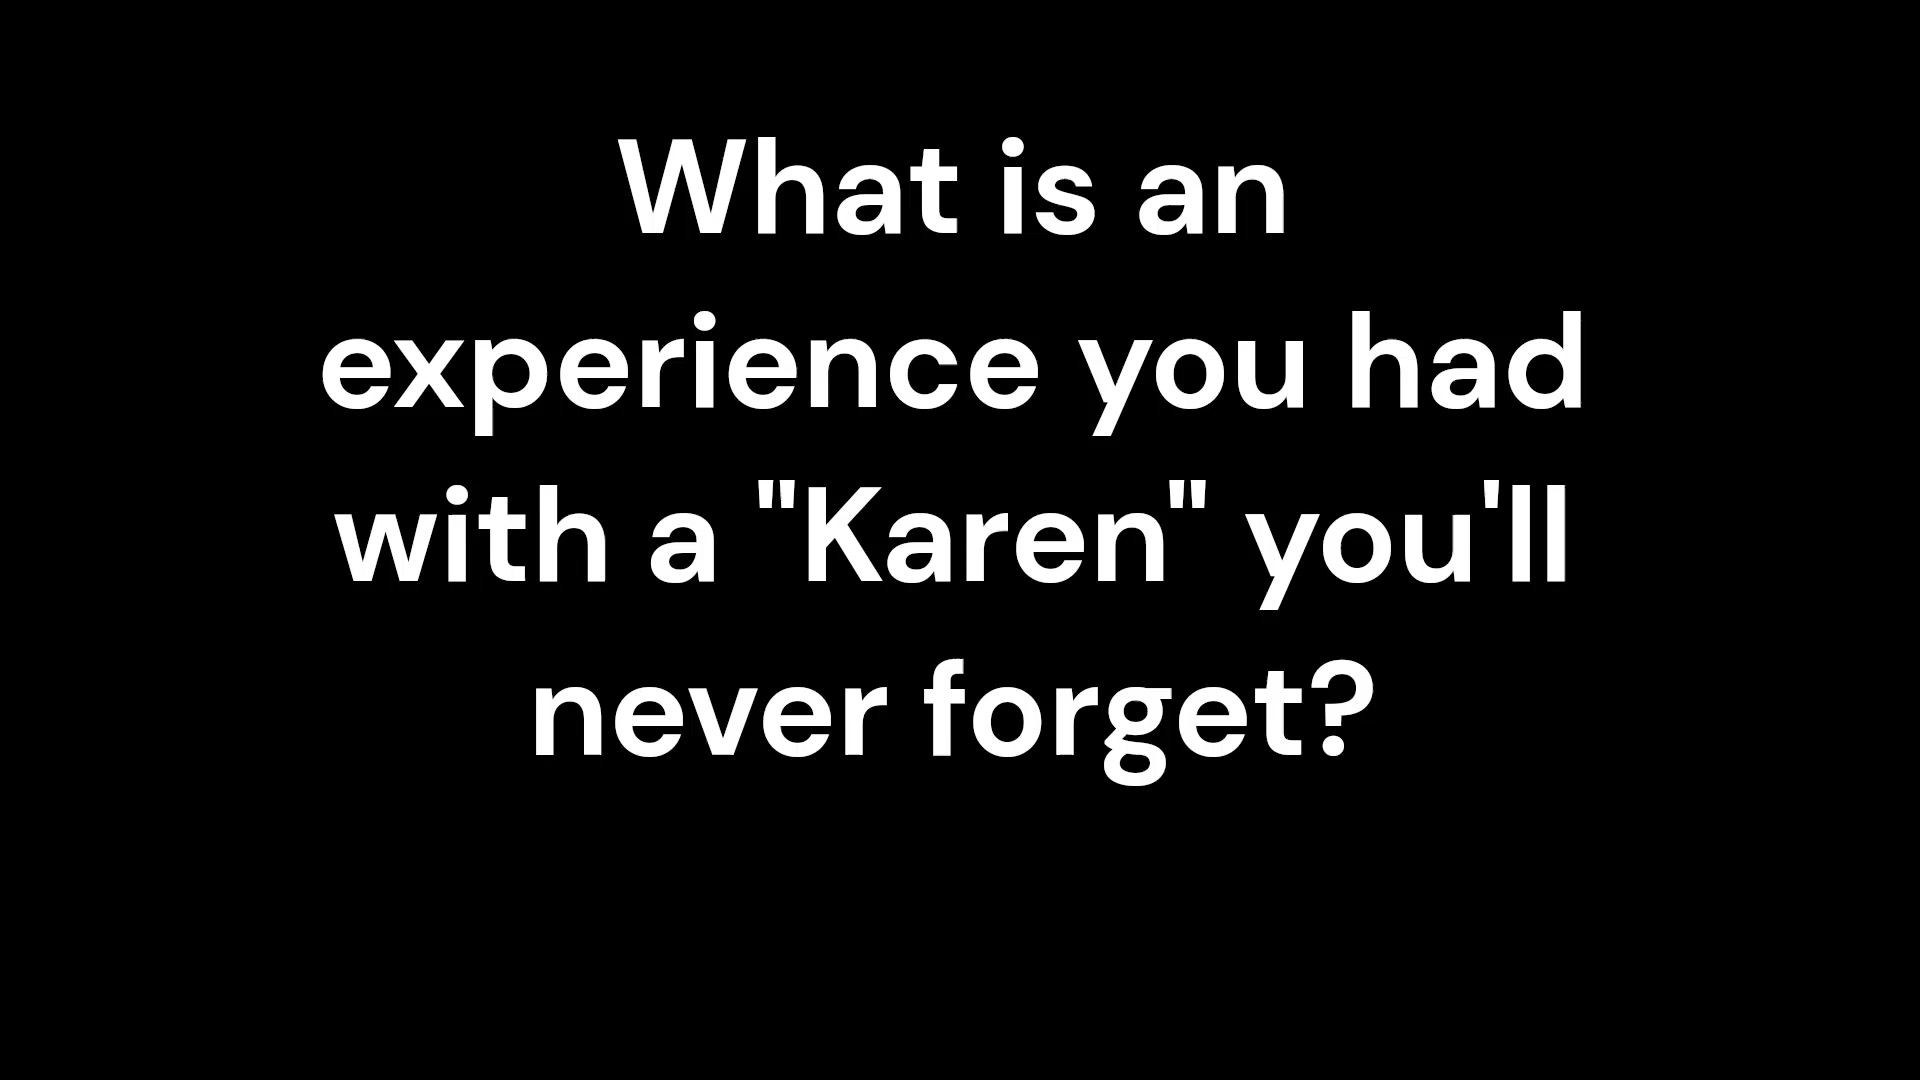 What is an
experience you had
with a "Karen" you'll
never forget?